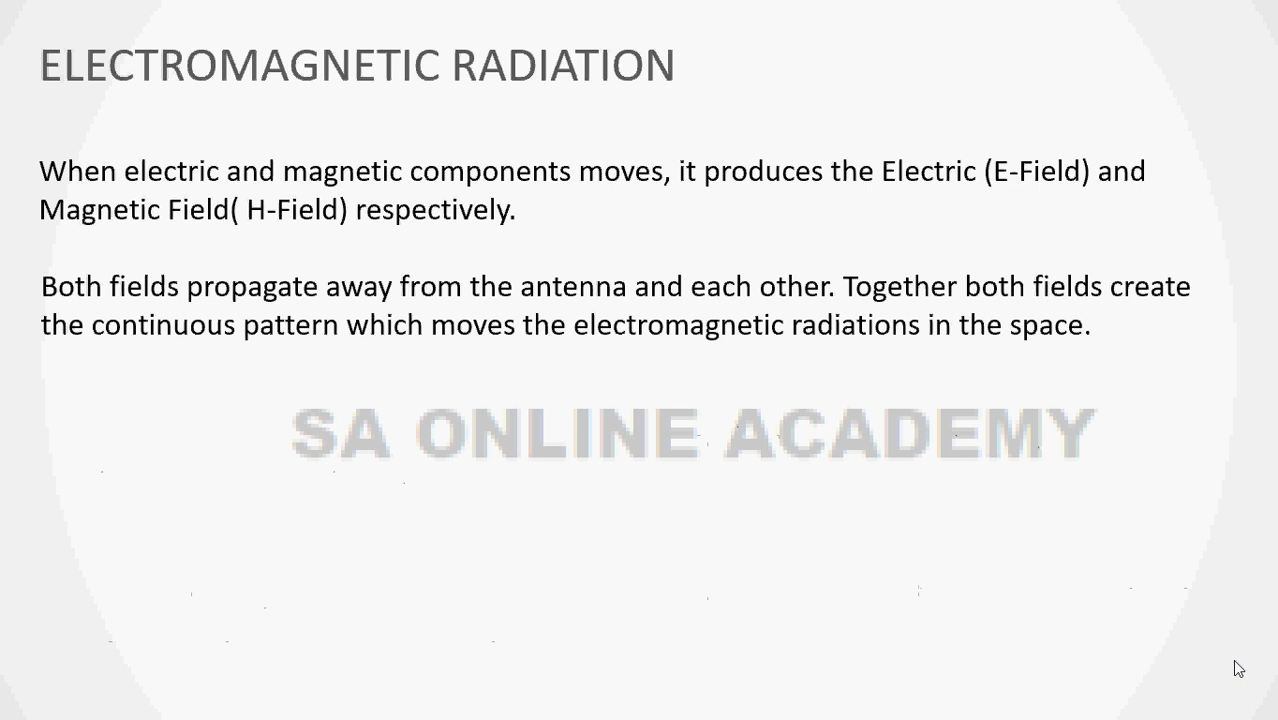 ELECTROMAGNETIC RADIATION
When electric and magnetic components moves, it produces the Electric (E-Field) and
Magnetic Field( H-Field) respectively.
Both fields propagate away from the antenna and each other. Together both fields create
the continuous pattern which moves the electromagnetic radiations in the space.
SA ONLINE ACADEMY